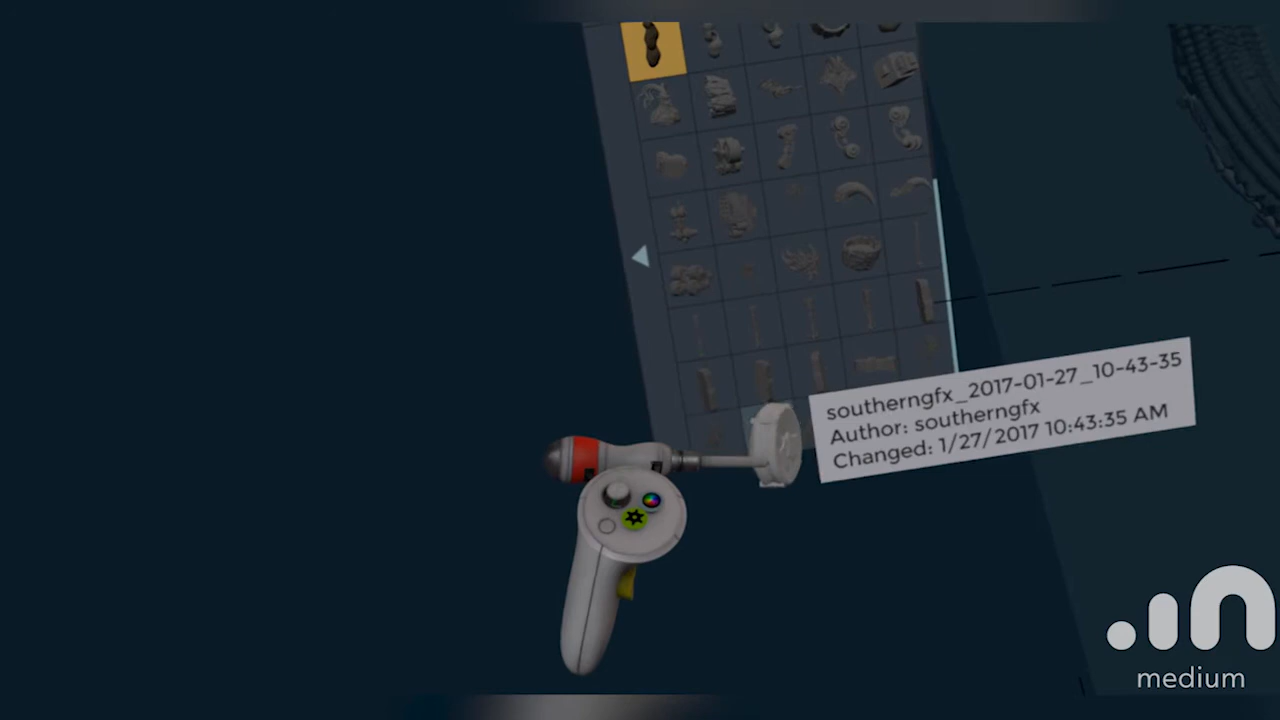 southerngfx_2017-01-27_10-43-35
Author: southerngfx
Changed: 1/27/2017 10:43:35 AM
medium